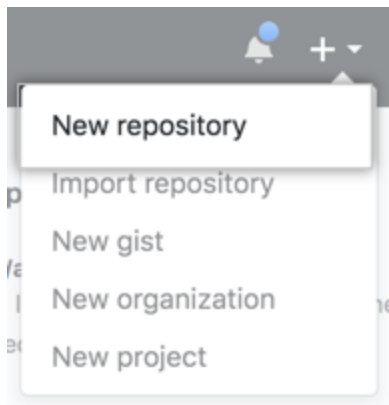 New repository
Import repository
New gist
New organization
New project